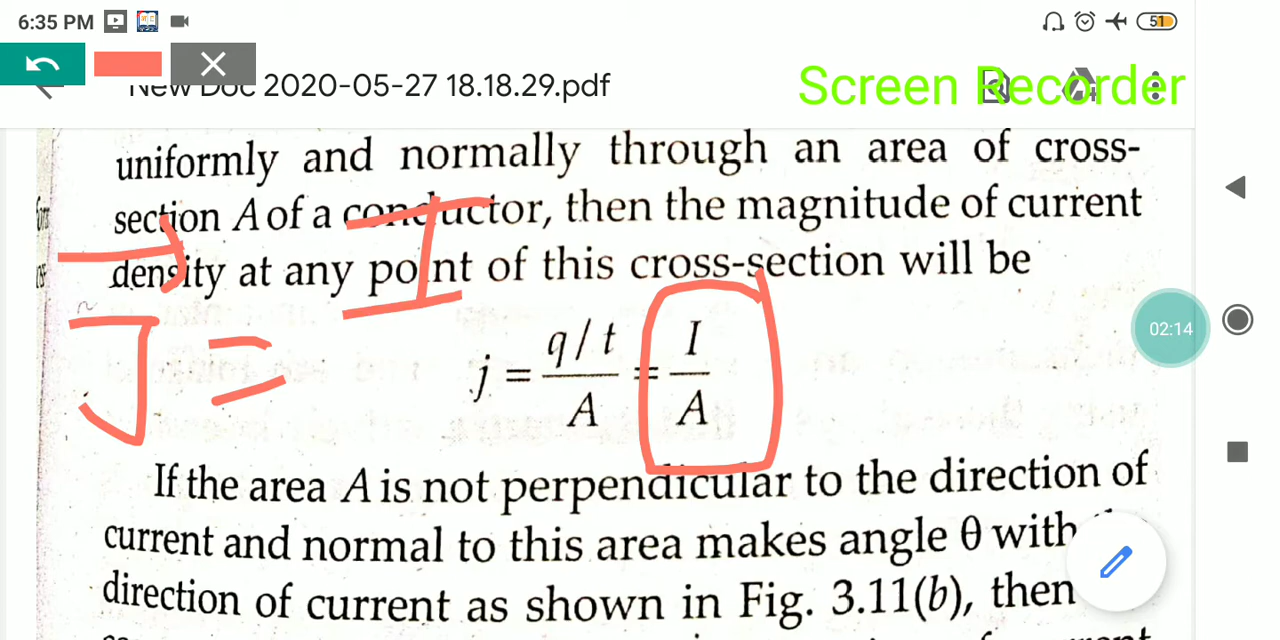 6:35 PM
51
New Doc 2020-05-27 18.18.29.pdf
Screen Recorder
uniformly and normally through an area of cross-
section A of a conductor, then the magnitude of current
density at any point of this cross-section will be
J = I
j = q/t / A = I / A
02:14
If the area A is not perpendicular to the direction of
current and normal to this area makes angle θ with
direction of current as shown in Fig. 3.11(b), then